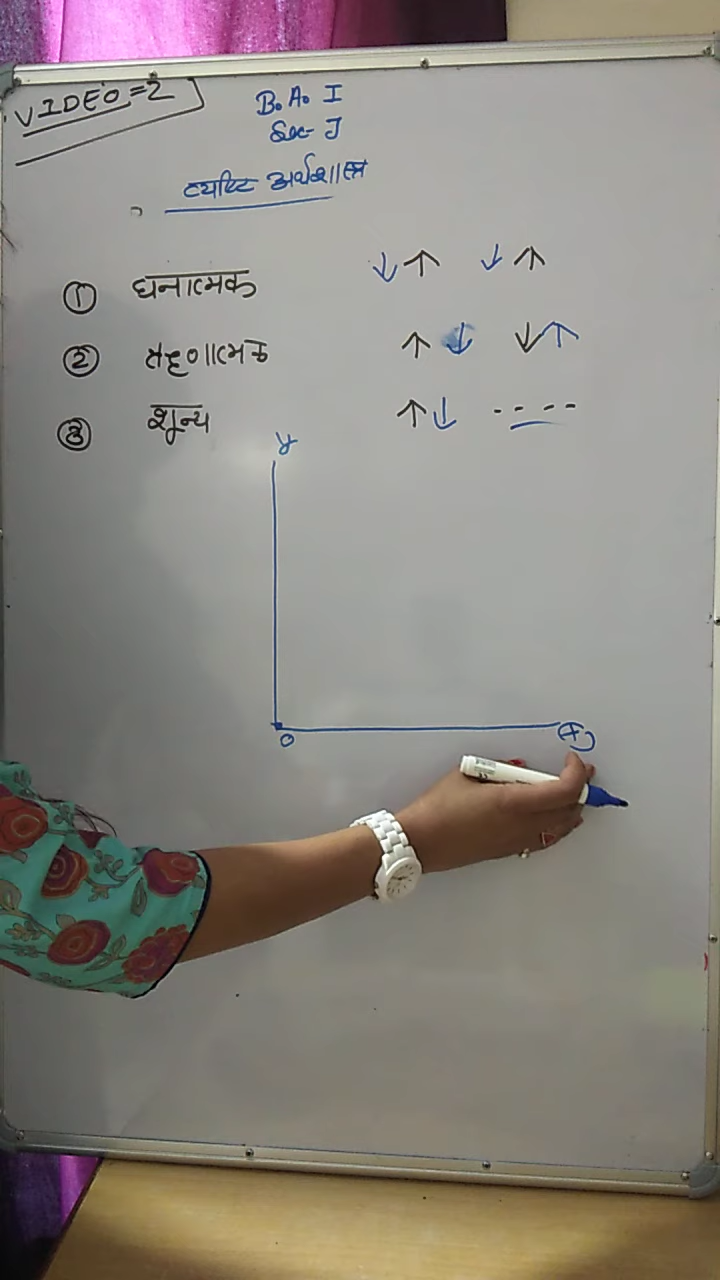 VIDEO=2
B.A. I
Sec-J
व्यष्टि अर्थशास्त्र
① धनात्मक ↓↑ ↓↑
② ऋणात्मक ↑↓ ↓↑
③ शून्य ↑↓ ----
y
0